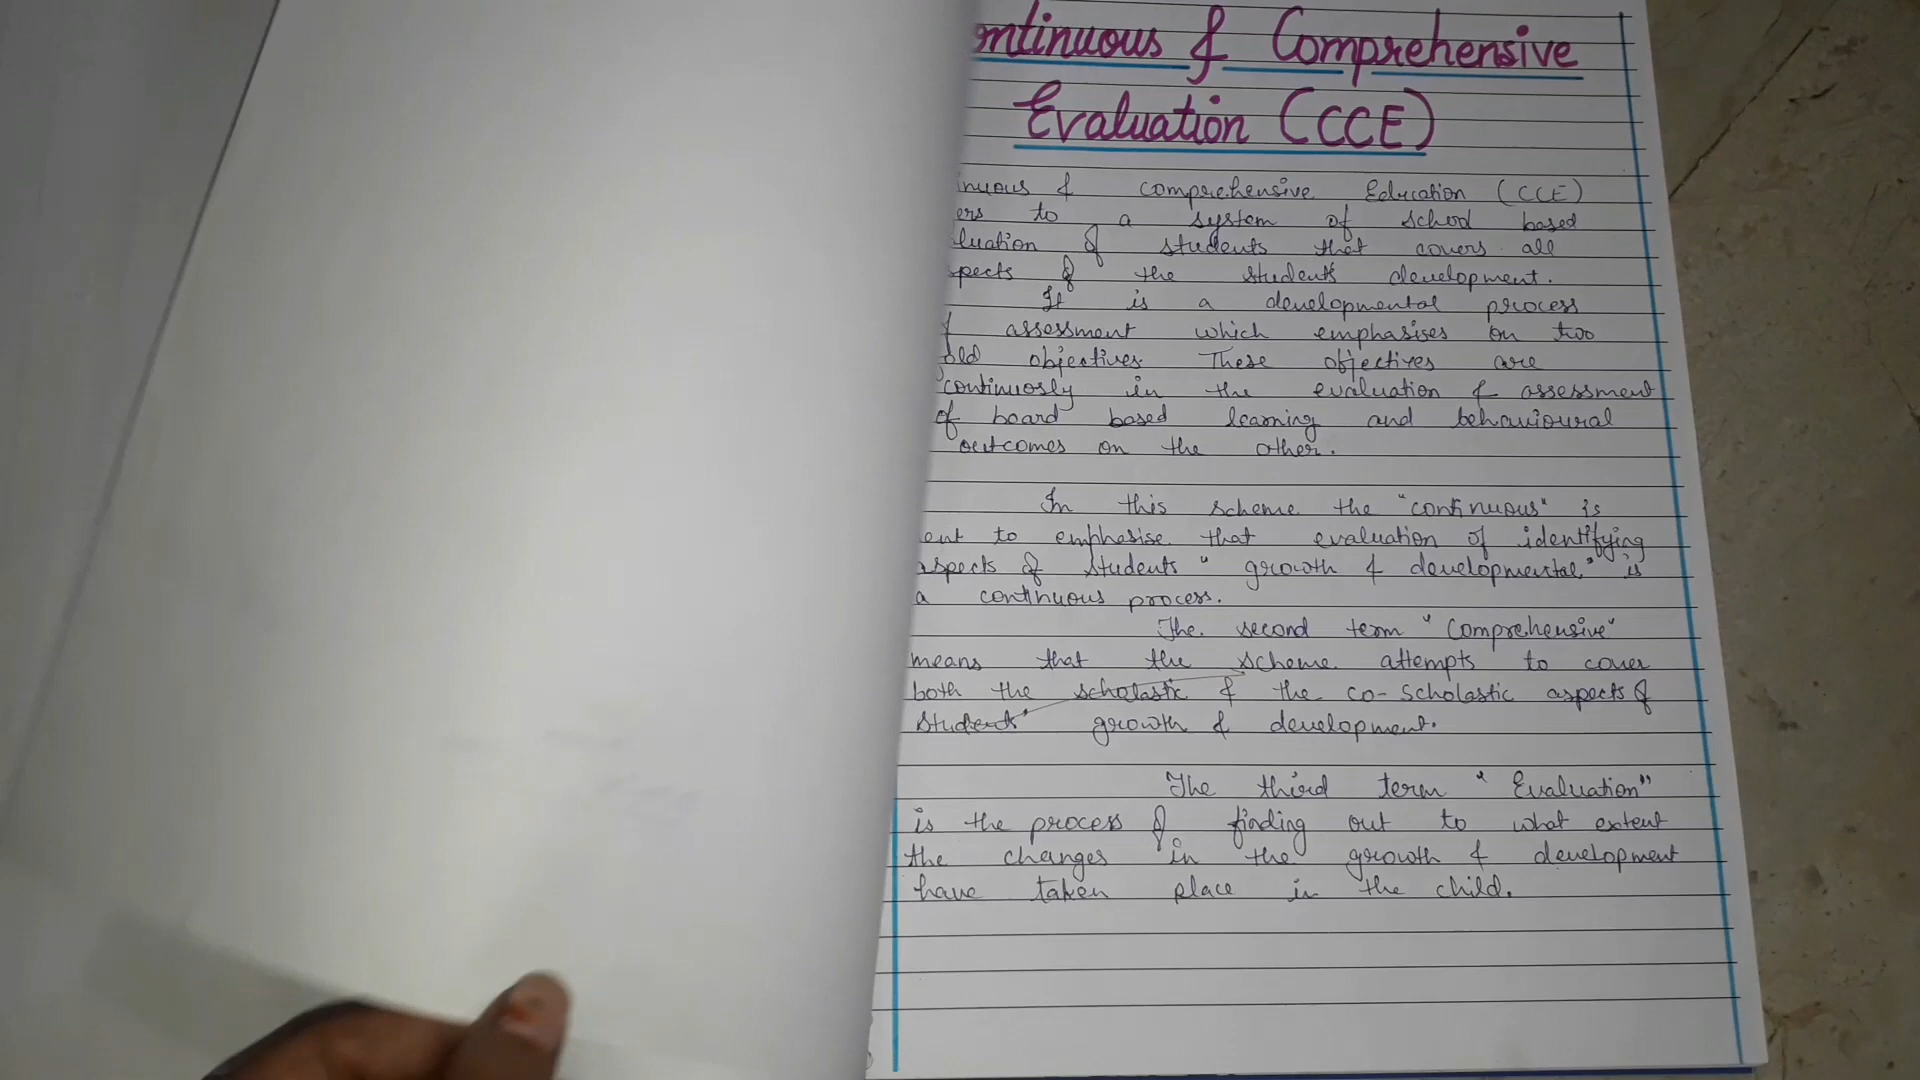 ontinuous & Comprehensive
Evaluation (CCE)
inuous & comprehensive Education (CCE)
ers to a system of school based
luation of students that covers all
pects of the student's development.
It is a developmental process
of assessment which emphasises on two
old objectives. These objectives are
continuosly in the evaluation & assessment
of board based learning and behavioural
outcomes on the other.
In this scheme the "continuous" is
ent to emphasise that evaluation of identifying
aspects of students "growth & developmental" is
a continuous process.
The second term "Comprehensive"
means that the scheme attempts to cover
both the scholastic & the co-scholastic aspects of
students' growth & development.
The third term "Evaluation"
is the process of finding out to what extent
the changes in the growth & development
have taken place in the child.